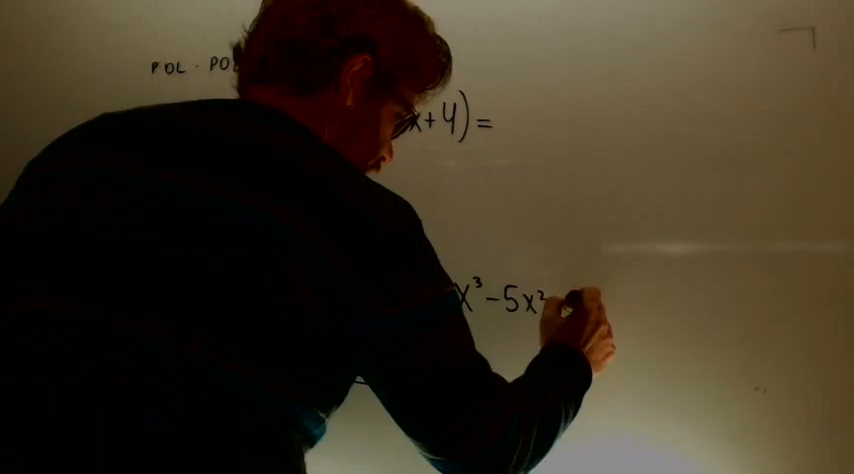 POL · PO
x+4)=
x³-5x²